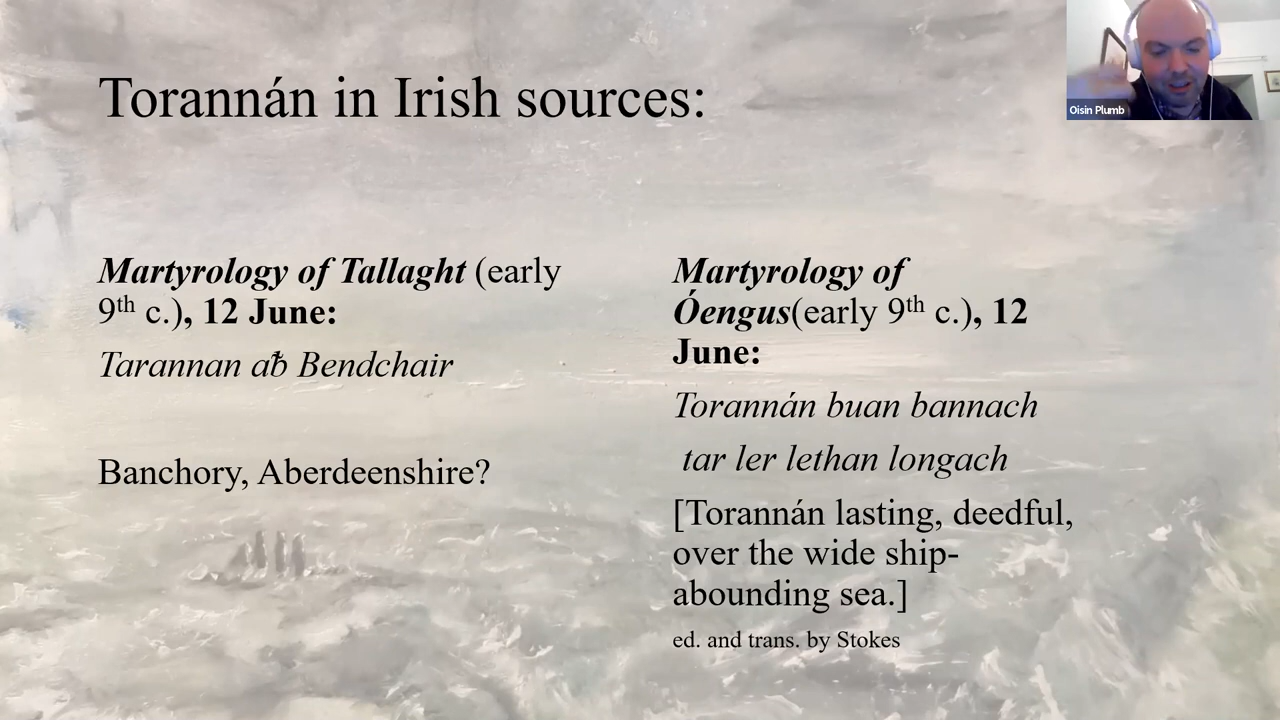 Torannán in Irish sources:
Oisin Plumb
Martyrology of Tallaght (early
9th c.), 12 June:
Tarannan aƀ Bendchair
Banchory, Aberdeenshire?
Martyrology of
Óengus(early 9th c.), 12
June:
Torannán buan bannach
tar ler lethan longach
[Torannán lasting, deedful,
over the wide ship-
abounding sea.]
ed. and trans. by Stokes